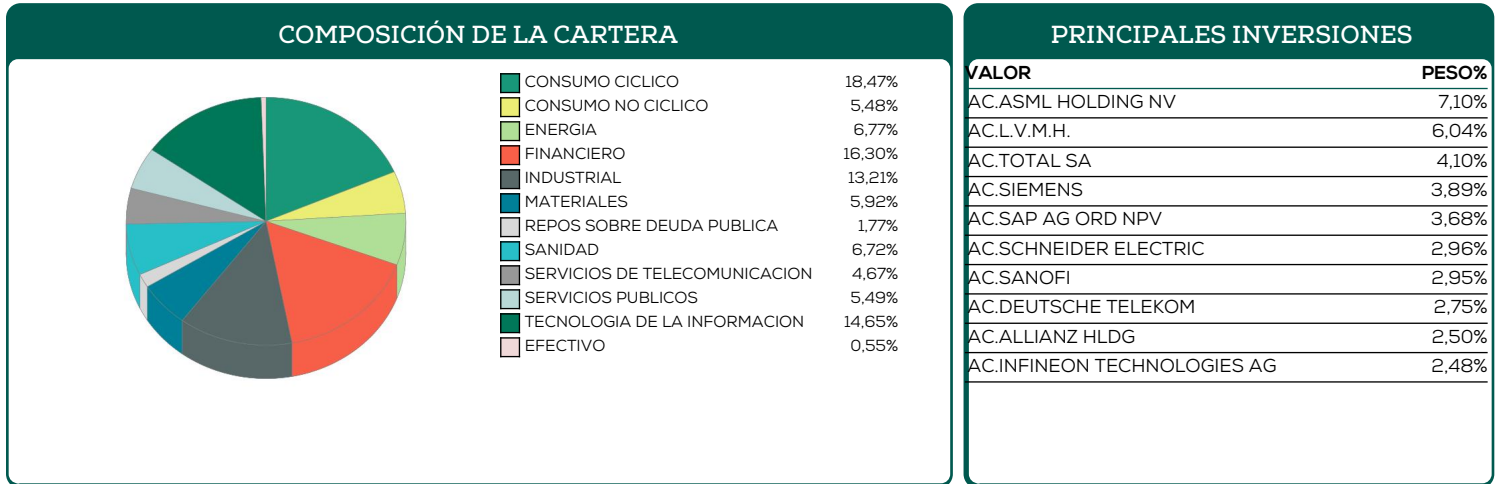 COMPOSICIÓN DE LA CARTERA
CONSUMO CICLICO 18,47%
CONSUMO NO CICLICO 5,48%
ENERGIA 6,77%
FINANCIERO 16,30%
INDUSTRIAL 13,21%
MATERIALES 5,92%
REPOS SOBRE DEUDA PUBLICA 1,77%
SANIDAD 6,72%
SERVICIOS DE TELECOMUNICACION 4,67%
SERVICIOS PUBLICOS 5,49%
TECNOLOGIA DE LA INFORMACION 14,65%
EFECTIVO 0,55%
PRINCIPALES INVERSIONES
VALOR PESO%
AC.ASML HOLDING NV 7,10%
AC.L.V.M.H. 6,04%
AC.TOTAL SA 4,10%
AC.SIEMENS 3,89%
AC.SAP AG ORD NPV 3,68%
AC.SCHNEIDER ELECTRIC 2,96%
AC.SANOFI 2,95%
AC.DEUTSCHE TELEKOM 2,75%
AC.ALLIANZ HLDG 2,50%
AC.INFINEON TECHNOLOGIES AG 2,48%